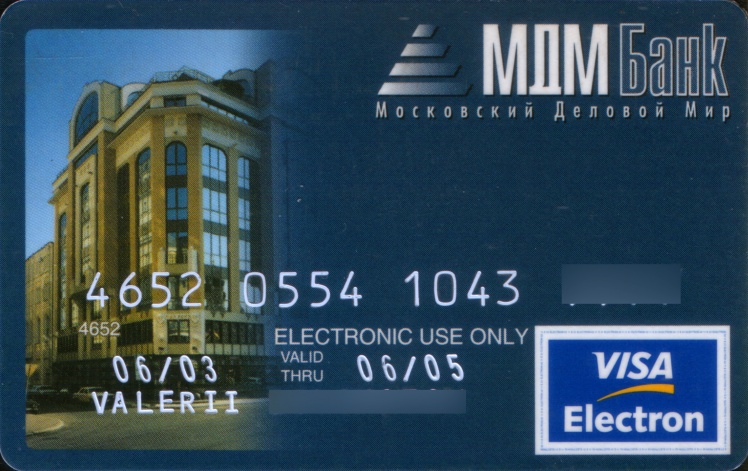 МДМ Банк
Московский Деловой Мир
4652 0554 1043
4652
ELECTRONIC USE ONLY
06/03 VALID THRU 06/05
VALERII
VISA
Electron